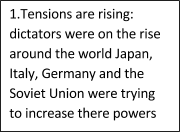 1.Tensions are rising:
dictators were on the rise
around the world Japan,
Italy, Germany and the
Soviet Union were trying
to increase there powers